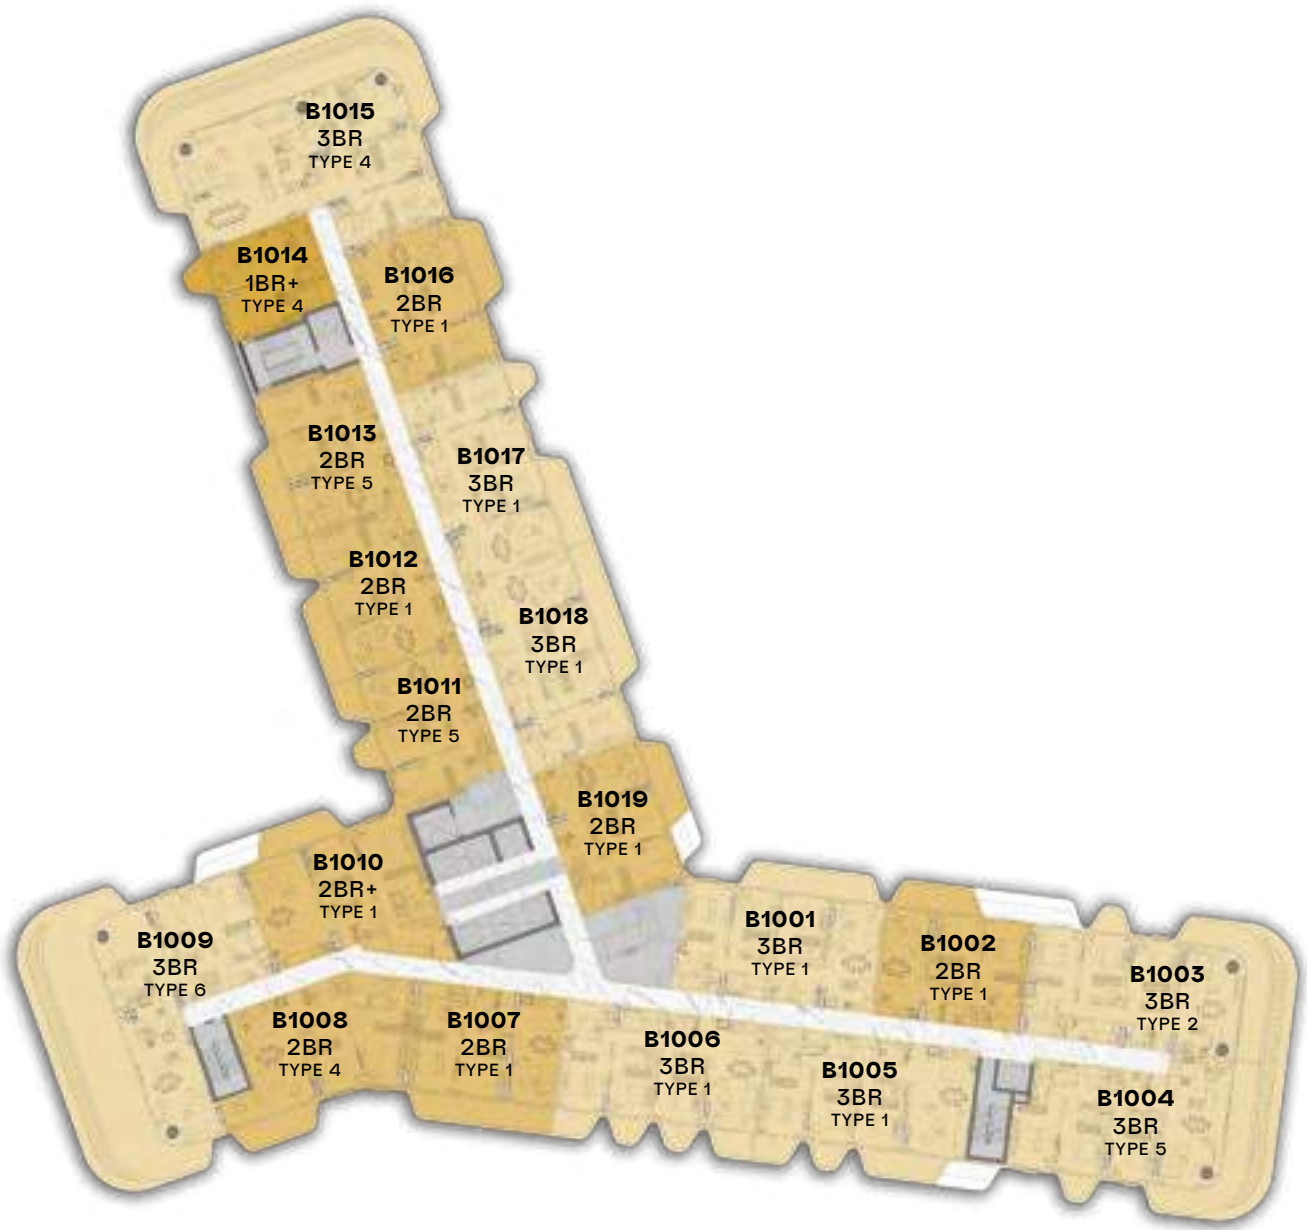 B1015
3BR
TYPE 4
B1014
1BR+
TYPE 4
B1016
2BR
TYPE 1
B1013
2BR
TYPE 5
B1017
3BR
TYPE 1
B1012
2BR
TYPE 1
B1018
3BR
TYPE 1
B1011
2BR
TYPE 5
B1019
2BR
TYPE 1
B1010
2BR+
TYPE 1
B1009
3BR
TYPE 6
B1001
3BR
TYPE 1
B1002
2BR
TYPE 1
B1003
3BR
TYPE 2
B1008
2BR
TYPE 4
B1007
2BR
TYPE 1
B1006
3BR
TYPE 1
B1005
3BR
TYPE 1
B1004
3BR
TYPE 5